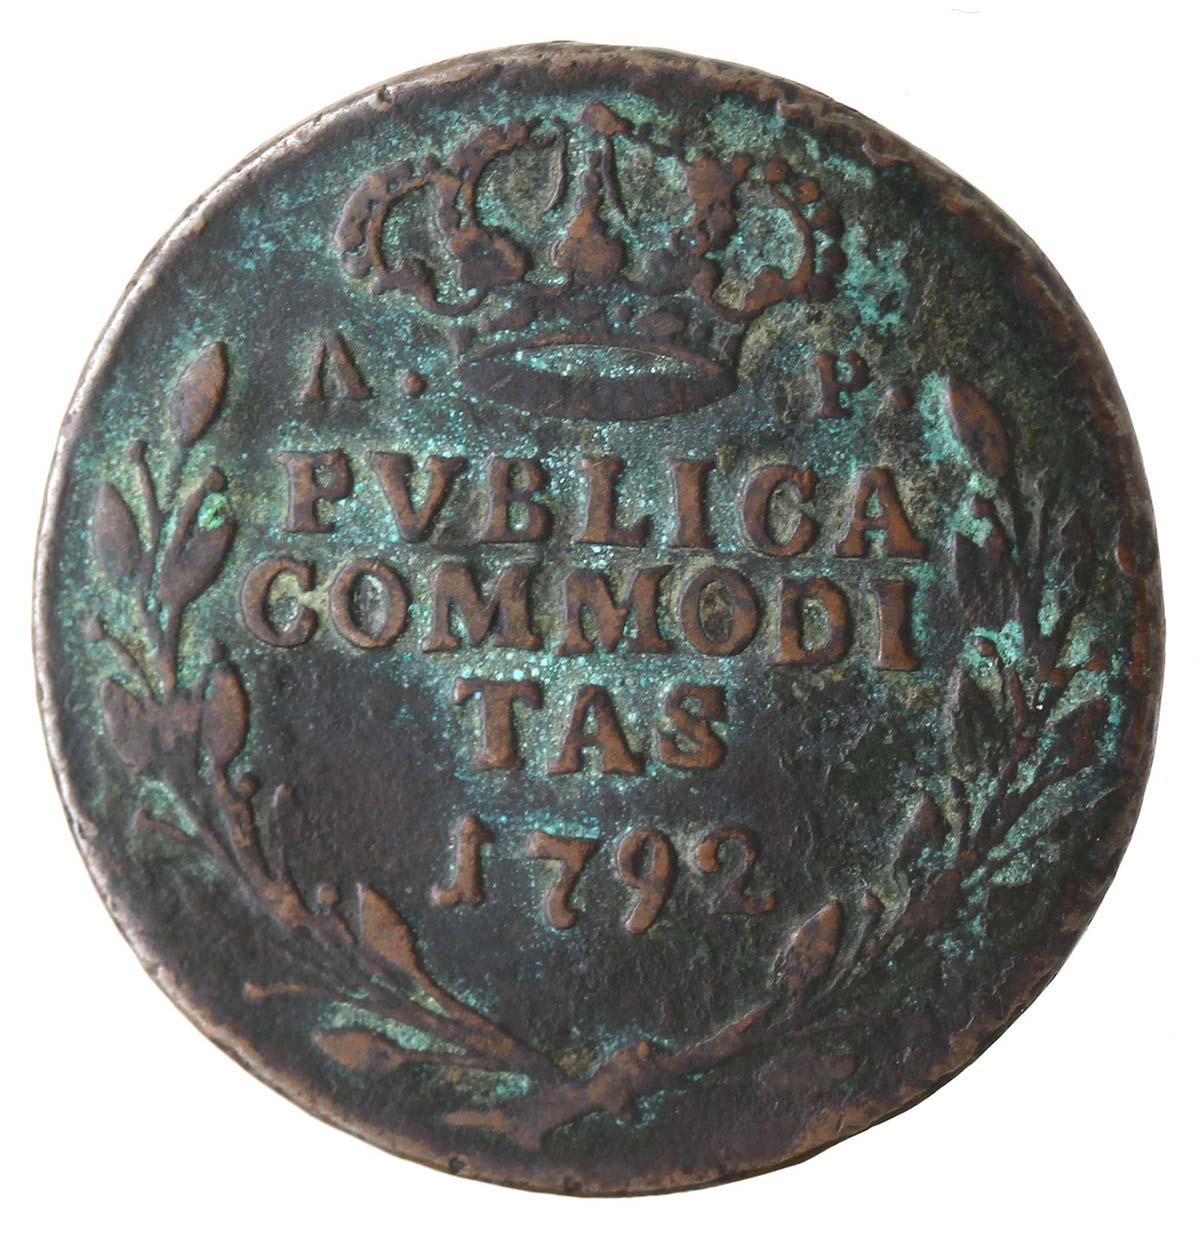 A. P.
PVBLICA
COMMODI
TAS
1792